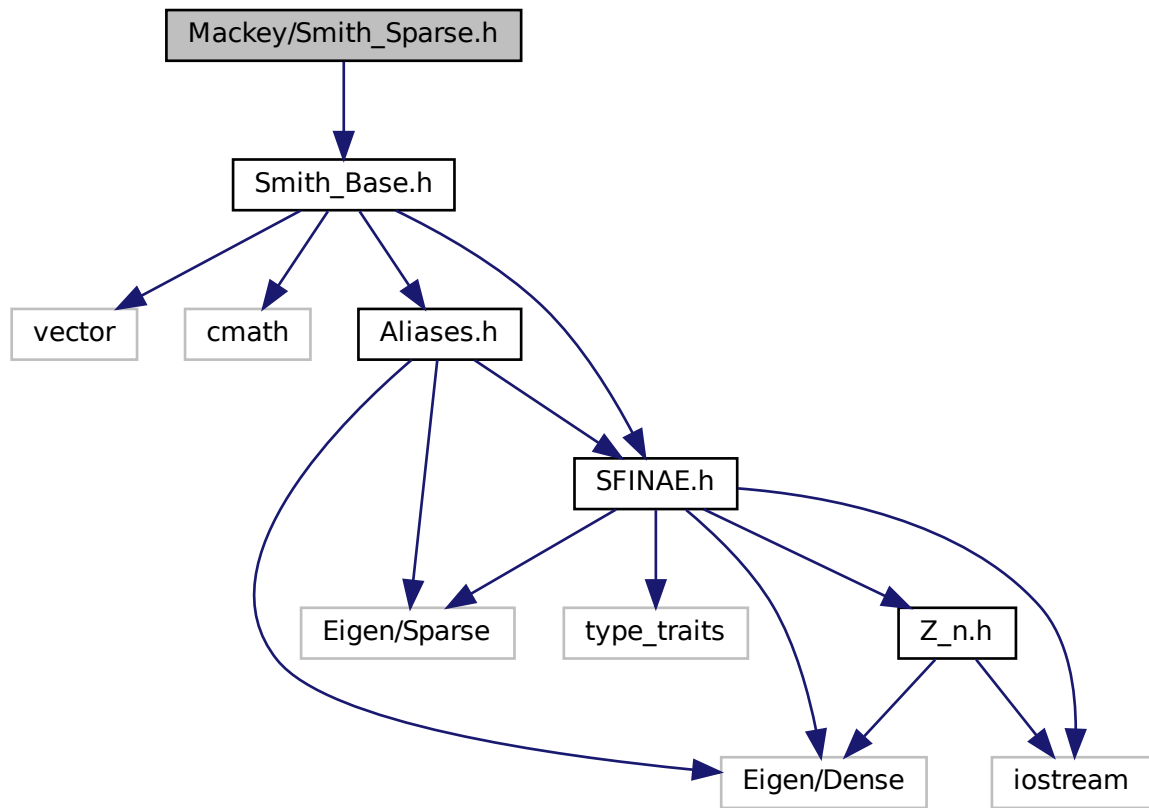 Mackey/Smith_Sparse.h
Smith_Base.h
vector
cmath
Aliases.h
SFINAE.h
Eigen/Sparse
type_traits
Z_n.h
Eigen/Dense
iostream